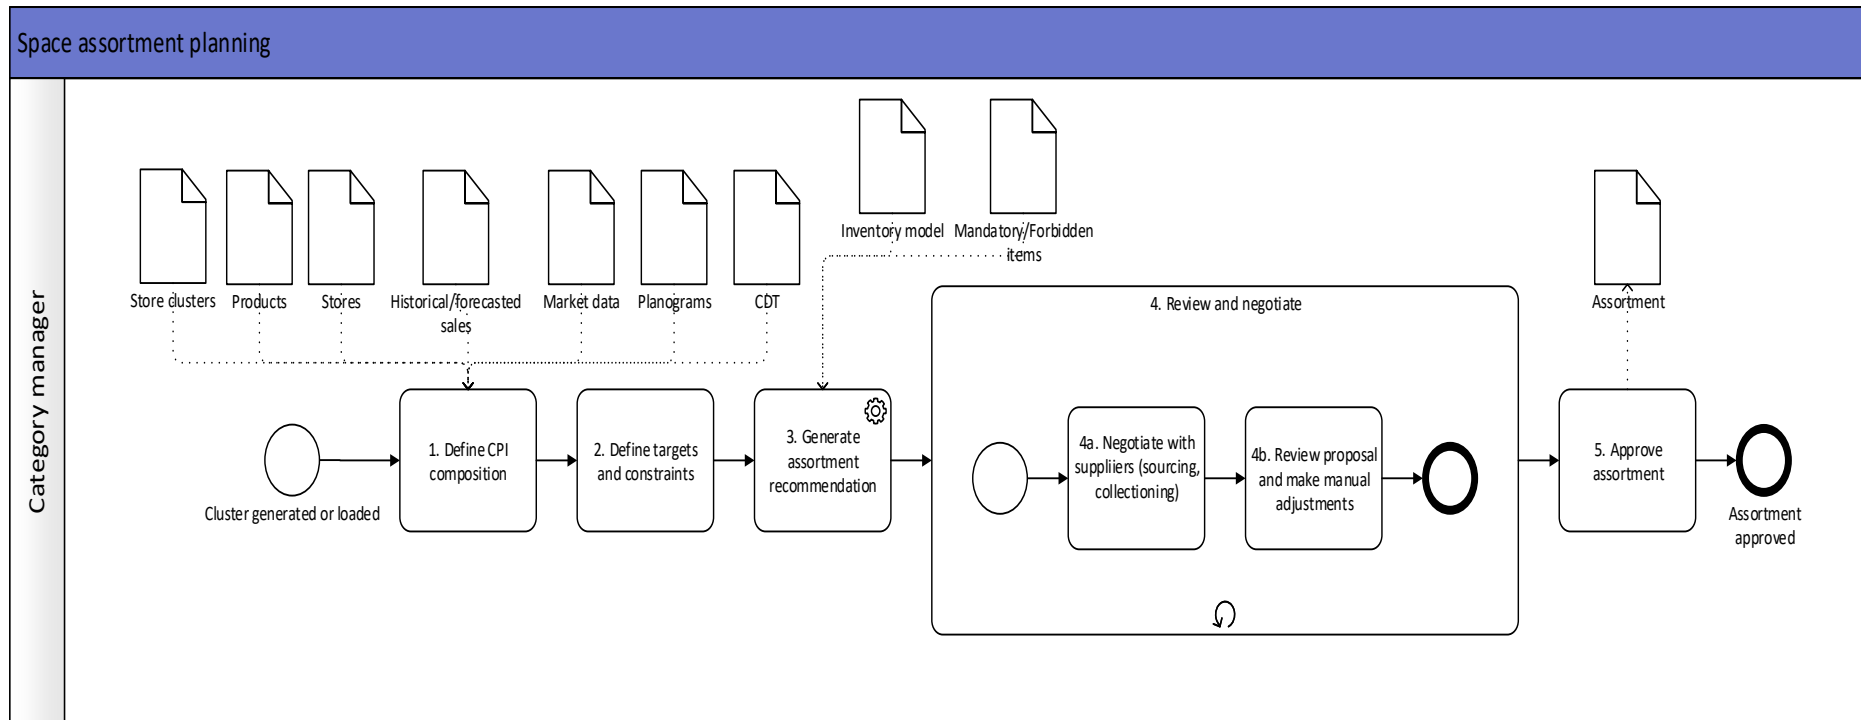 Space assortment planning
Category manager
Inventory model
Mandatory/Forbidden
items
Store clusters
Products
Stores
Historical/forecasted
sales
Market data
Planograms
CDT
Assortment
4. Review and negotiate
Cluster generated or loaded
1. Define CPI
composition
2. Define targets
and constraints
3. Generate
assortment
recommendation
4a. Negotiate with
suppliiers (sourcing,
collectioning)
4b. Review proposal
and make manual
adjustments
5. Approve
assortment
Assortment
approved